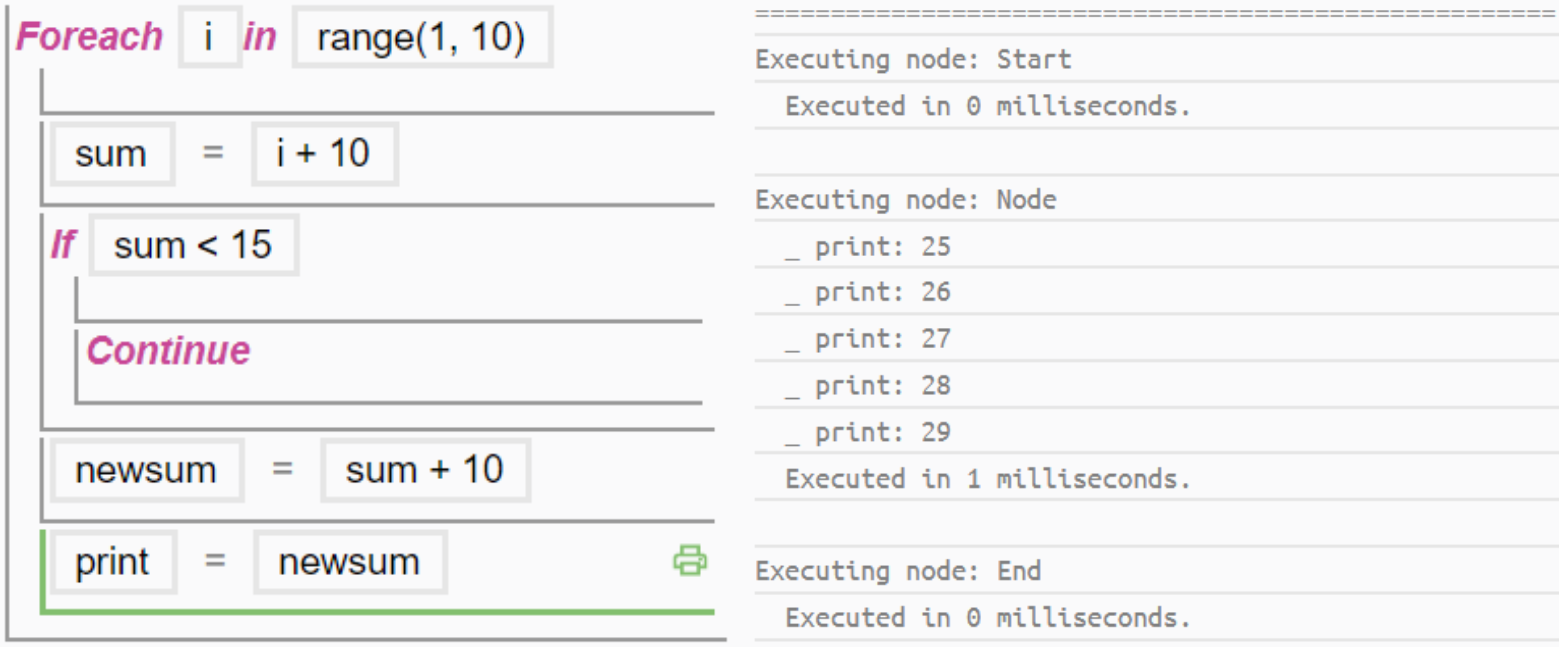 Foreach i in range(1, 10)
sum = i + 10
If sum < 15
Continue
newsum = sum + 10
print = newsum
=====================================================
Executing node: Start
Executed in 0 milliseconds.
Executing node: Node
_ print: 25
_ print: 26
_ print: 27
_ print: 28
_ print: 29
Executed in 1 milliseconds.
Executing node: End
Executed in 0 milliseconds.